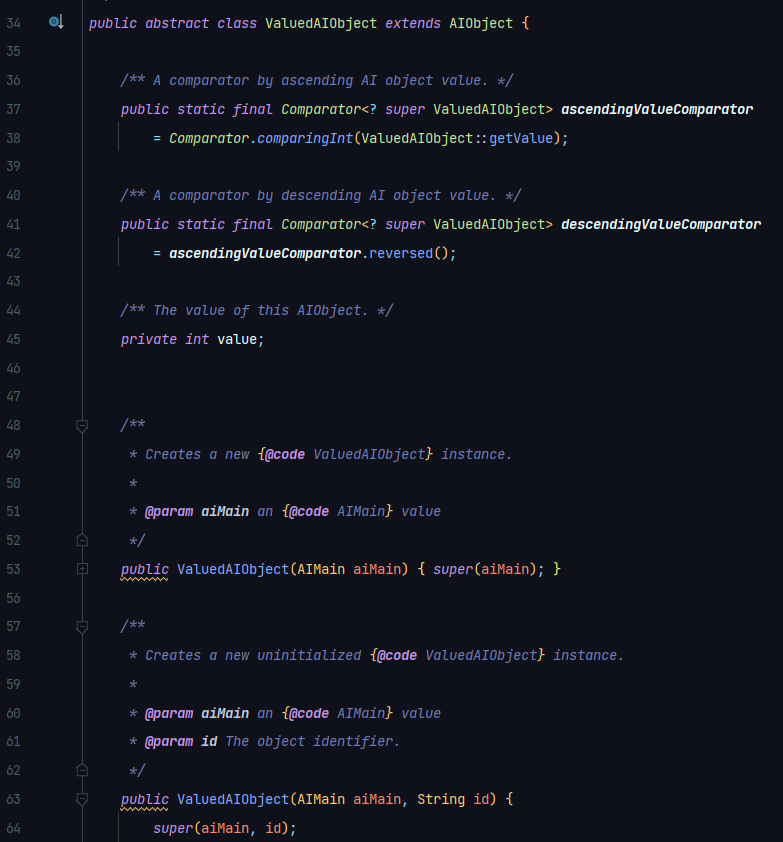 34 public abstract class ValuedAIObject extends AIObject {
35
36 /** A comparator by ascending AI object value. */
37 public static final Comparator<? super ValuedAIObject> ascendingValueComparator
38 = Comparator.comparingInt(ValuedAIObject::getValue);
39
40 /** A comparator by descending AI object value. */
41 public static final Comparator<? super ValuedAIObject> descendingValueComparator
42 = ascendingValueComparator.reversed();
43
44 /** The value of this AIObject. */
45 private int value;
46
47
48 /**
49 * Creates a new {@code ValuedAIObject} instance.
50 *
51 * @param aiMain an {@code AIMain} value
52 */
53 public ValuedAIObject(AIMain aiMain) { super(aiMain); }
56
57 /**
58 * Creates a new uninitialized {@code ValuedAIObject} instance.
59 *
60 * @param aiMain an {@code AIMain} value
61 * @param id The object identifier.
62 */
63 public ValuedAIObject(AIMain aiMain, String id) {
64 super(aiMain, id);